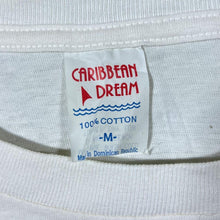 CARIBBEAN
DREAM
100% COTTON
-M-
Made in Dominican Republic